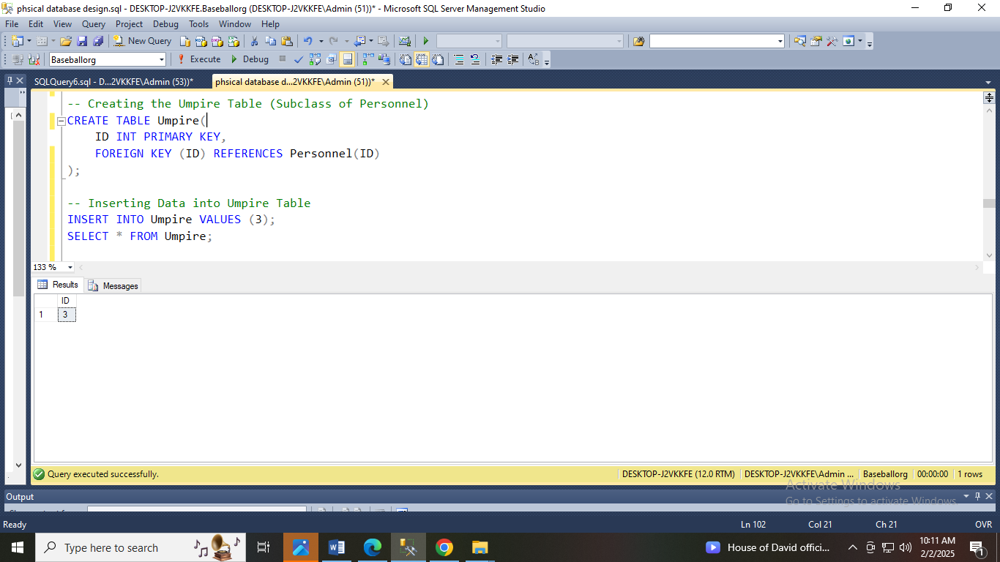 phsical database design.sql - DESKTOP-J2VKKFE.Baseballorg (DESKTOP-J2VKKFE\Admin (51))* - Microsoft SQL Server Management Studio
File Edit View Query Project Debug Tools Window Help
New Query
Baseballorg Execute Debug
SQLQuery6.sql - D...2VKKFE\Admin (53))* phsical database d...2VKKFE\Admin (51))*
-- Creating the Umpire Table (Subclass of Personnel)
CREATE TABLE Umpire(
ID INT PRIMARY KEY,
FOREIGN KEY (ID) REFERENCES Personnel(ID)
);
-- Inserting Data into Umpire Table
INSERT INTO Umpire VALUES (3);
SELECT * FROM Umpire;
133 %
Results Messages
ID
1 3
Query executed successfully. DESKTOP-J2VKKFE (12.0 RTM) DESKTOP-J2VKKFE\Admin ... Baseballorg 00:00:00 1 rows
Activate Windows
Output
Go to Settings to activate Windows.
Ready Ln 102 Col 21 Ch 21 OVR
Type here to search House of David offici... 10:11 AM
2/2/2025
1